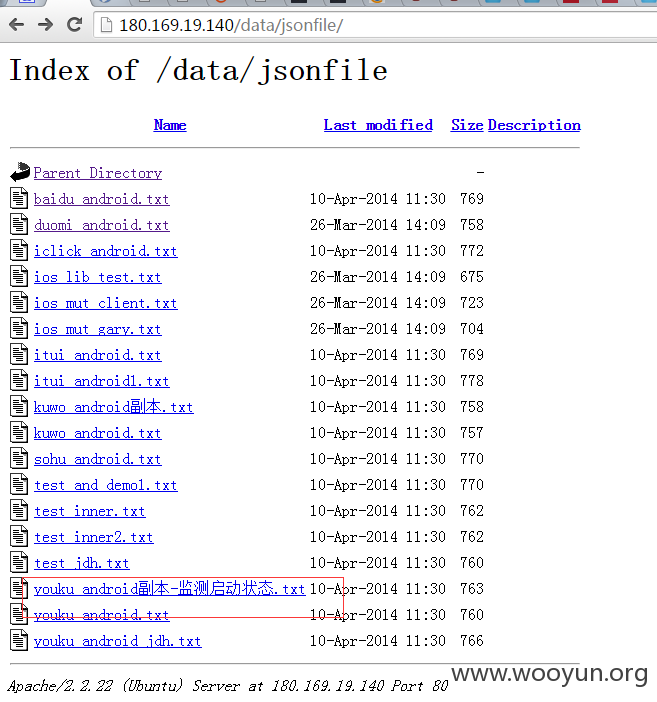 180.169.19.140/data/jsonfile/
Index of /data/jsonfile
Name Last modified Size Description
Parent Directory -
baidu_android.txt 10-Apr-2014 11:30 769
duomi_android.txt 26-Mar-2014 14:09 758
iclick_android.txt 10-Apr-2014 11:30 772
ios_lib_test.txt 26-Mar-2014 14:09 675
ios_mut_client.txt 26-Mar-2014 14:09 723
ios_mut_gary.txt 26-Mar-2014 14:09 704
itui_android.txt 10-Apr-2014 11:30 769
itui_android1.txt 10-Apr-2014 11:30 778
kuwo_android副本.txt 10-Apr-2014 11:30 758
kuwo_android.txt 10-Apr-2014 11:30 757
sohu_android.txt 10-Apr-2014 11:30 770
test_and_demo1.txt 10-Apr-2014 11:30 770
test_inner.txt 10-Apr-2014 11:30 762
test_inner2.txt 10-Apr-2014 11:30 762
test_jdh.txt 10-Apr-2014 11:30 760
youku_android副本-监测启动状态.txt 10-Apr-2014 11:30 763
youku_android.txt 10-Apr-2014 11:30 760
youku_android_jdh.txt 10-Apr-2014 11:30 766
Apache/2.2.22 (Ubuntu) Server at 180.169.19.140 Port 80
www.wooyun.org